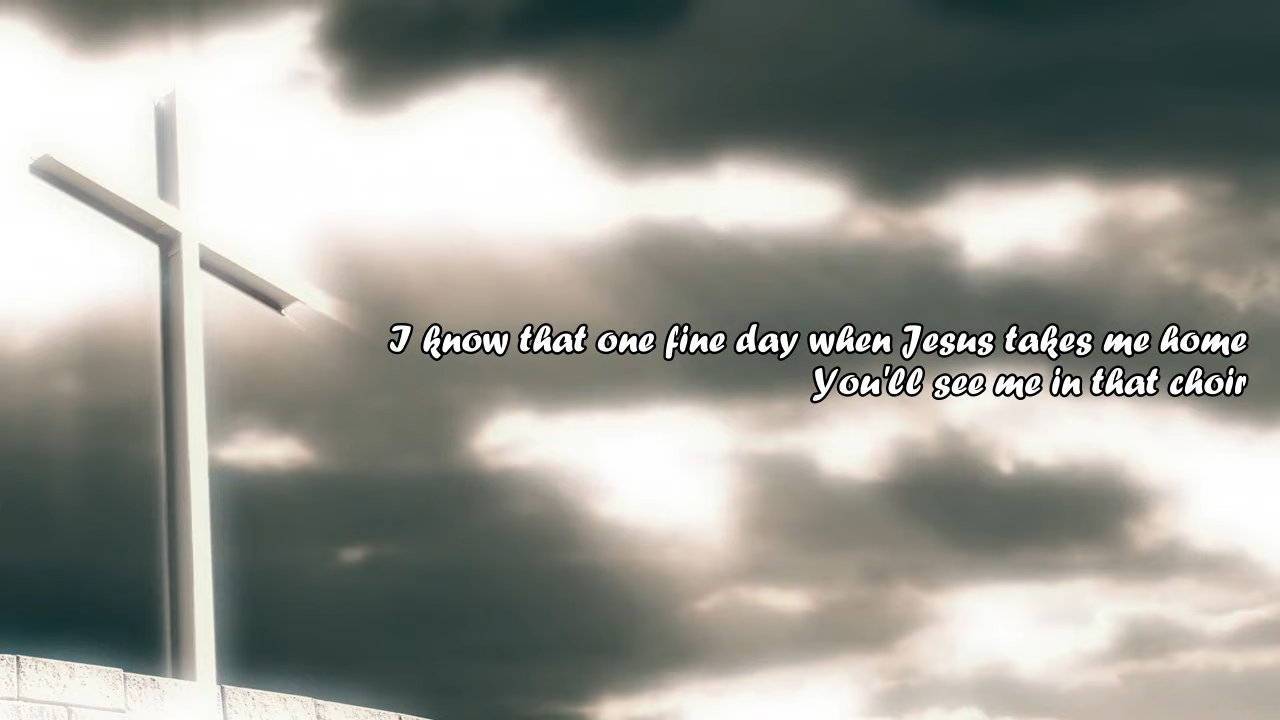 I know that one fine day when Jesus takes me home
You'll see me in that choir